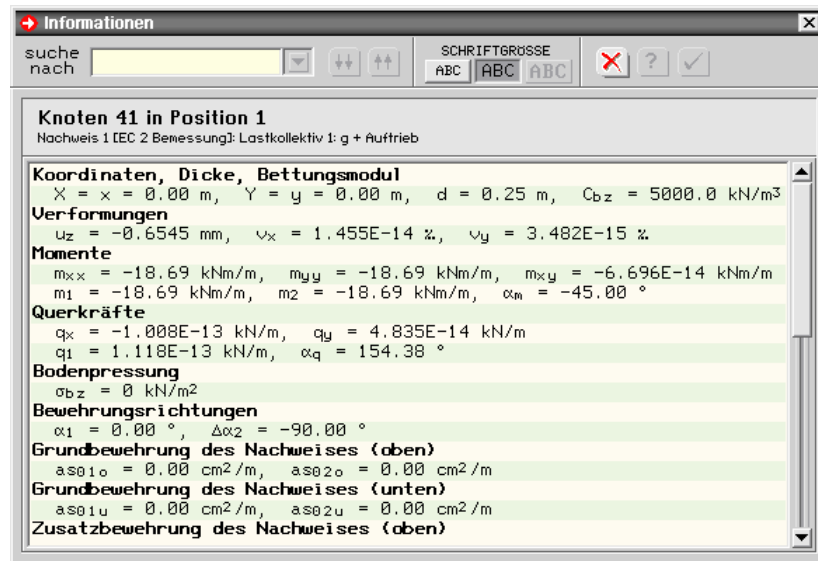 Informationen
suche nach
SCHRIFTGRÖSSE
ABC ABC ABC
Knoten 41 in Position 1
Nachweis 1 [EC 2 Bemessung]: Lastkollektiv 1: g + Auftrieb
Koordinaten, Dicke, Bettungsmodul
X = x = 0.00 m, Y = y = 0.00 m, d = 0.25 m, Cbz = 5000.0 kN/m³
Verformungen
uz = -0.6545 mm, νx = 1.455E-14 ‰, νy = 3.482E-15 ‰
Momente
mxx = -18.69 kNm/m, myy = -18.69 kNm/m, mxy = -6.696E-14 kNm/m
m1 = -18.69 kNm/m, m2 = -18.69 kNm/m, αm = -45.00 °
Querkräfte
qx = -1.008E-13 kN/m, qy = 4.835E-14 kN/m
q1 = 1.118E-13 kN/m, αq = 154.38 °
Bodenpressung
σbz = 0 kN/m²
Bewehrungsrichtungen
α1 = 0.00 °, Δα2 = -90.00 °
Grundbewehrung des Nachweises (oben)
as01o = 0.00 cm²/m, as02o = 0.00 cm²/m
Grundbewehrung des Nachweises (unten)
as01u = 0.00 cm²/m, as02u = 0.00 cm²/m
Zusatzbewehrung des Nachweises (oben)